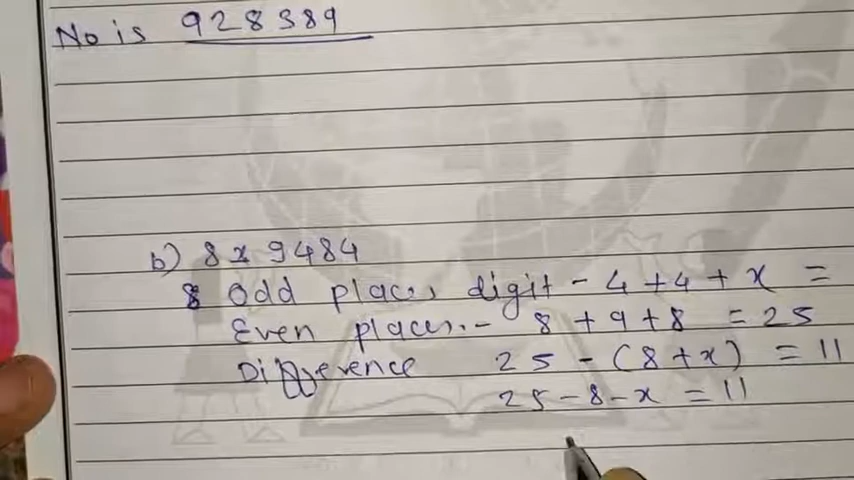 No is 928389
b) 8x9484
8 Odd places digit - 4 + 4 + x =
Even places.- 8 + 9 + 8 = 25
Difference 25 - (8 + x) = 11
25 - 8 - x = 11